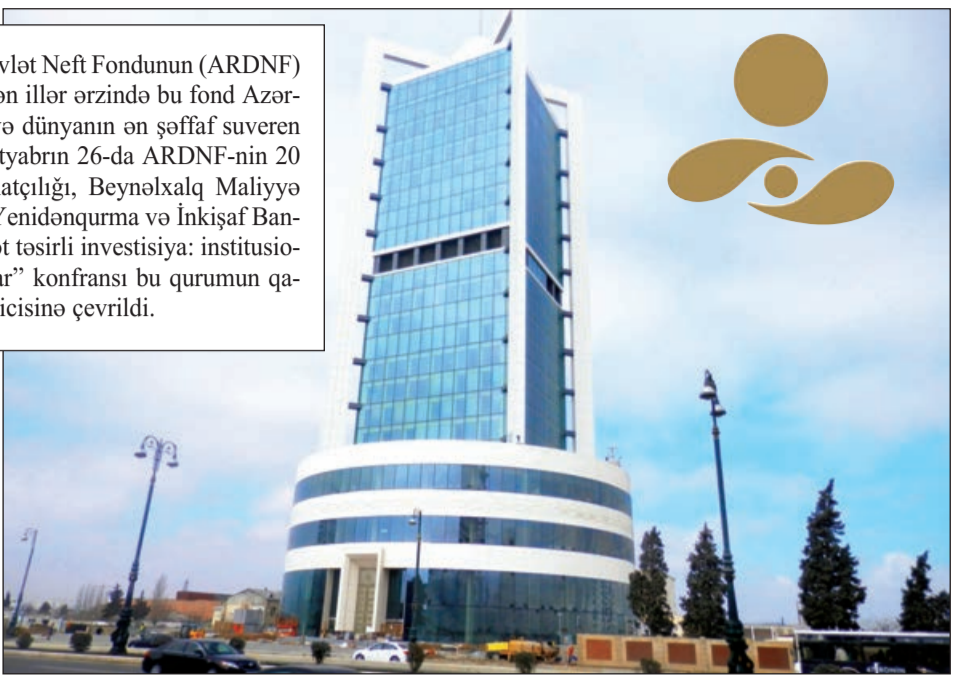 vlət Neft Fondunun (ARDNF)
ən illər ərzində bu fond Azər-
ə dünyanın ən şəffaf suveren
tyabrın 26-da ARDNF-nin 20
atçılığı, Beynəlxalq Maliyyə
Yenidənqurma və İnkişaf Ban-
t təsirli investisiya: institusio-
ar” konfransı bu qurumun qa-
icisinə çevrildi.